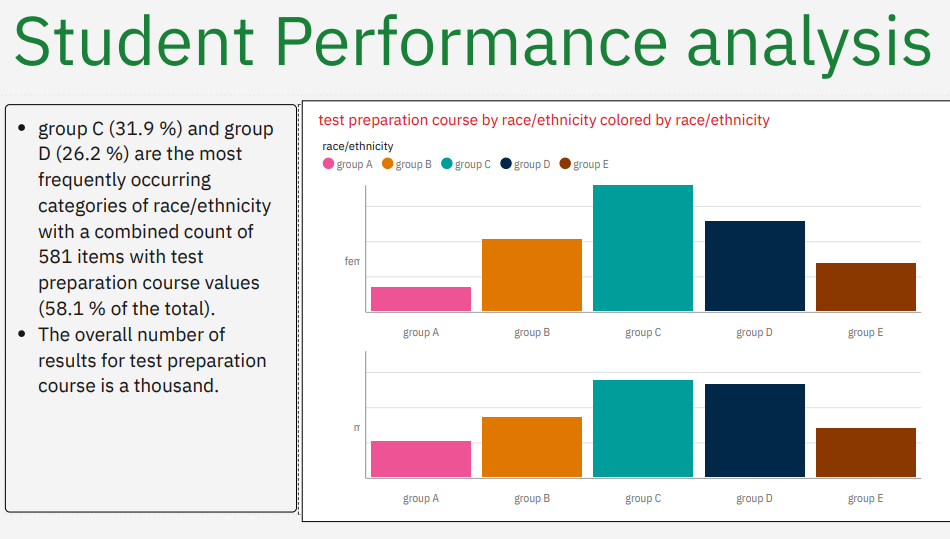 Student Performance analysis
• group C (31.9 %) and group
D (26.2 %) are the most
frequently occurring
categories of race/ethnicity
with a combined count of
581 items with test
preparation course values
(58.1 % of the total).
• The overall number of
results for test preparation
course is a thousand.
test preparation course by race/ethnicity colored by race/ethnicity
race/ethnicity
group A group B group C group D group E
fem
group A group B group C group D group E
m
group A group B group C group D group E